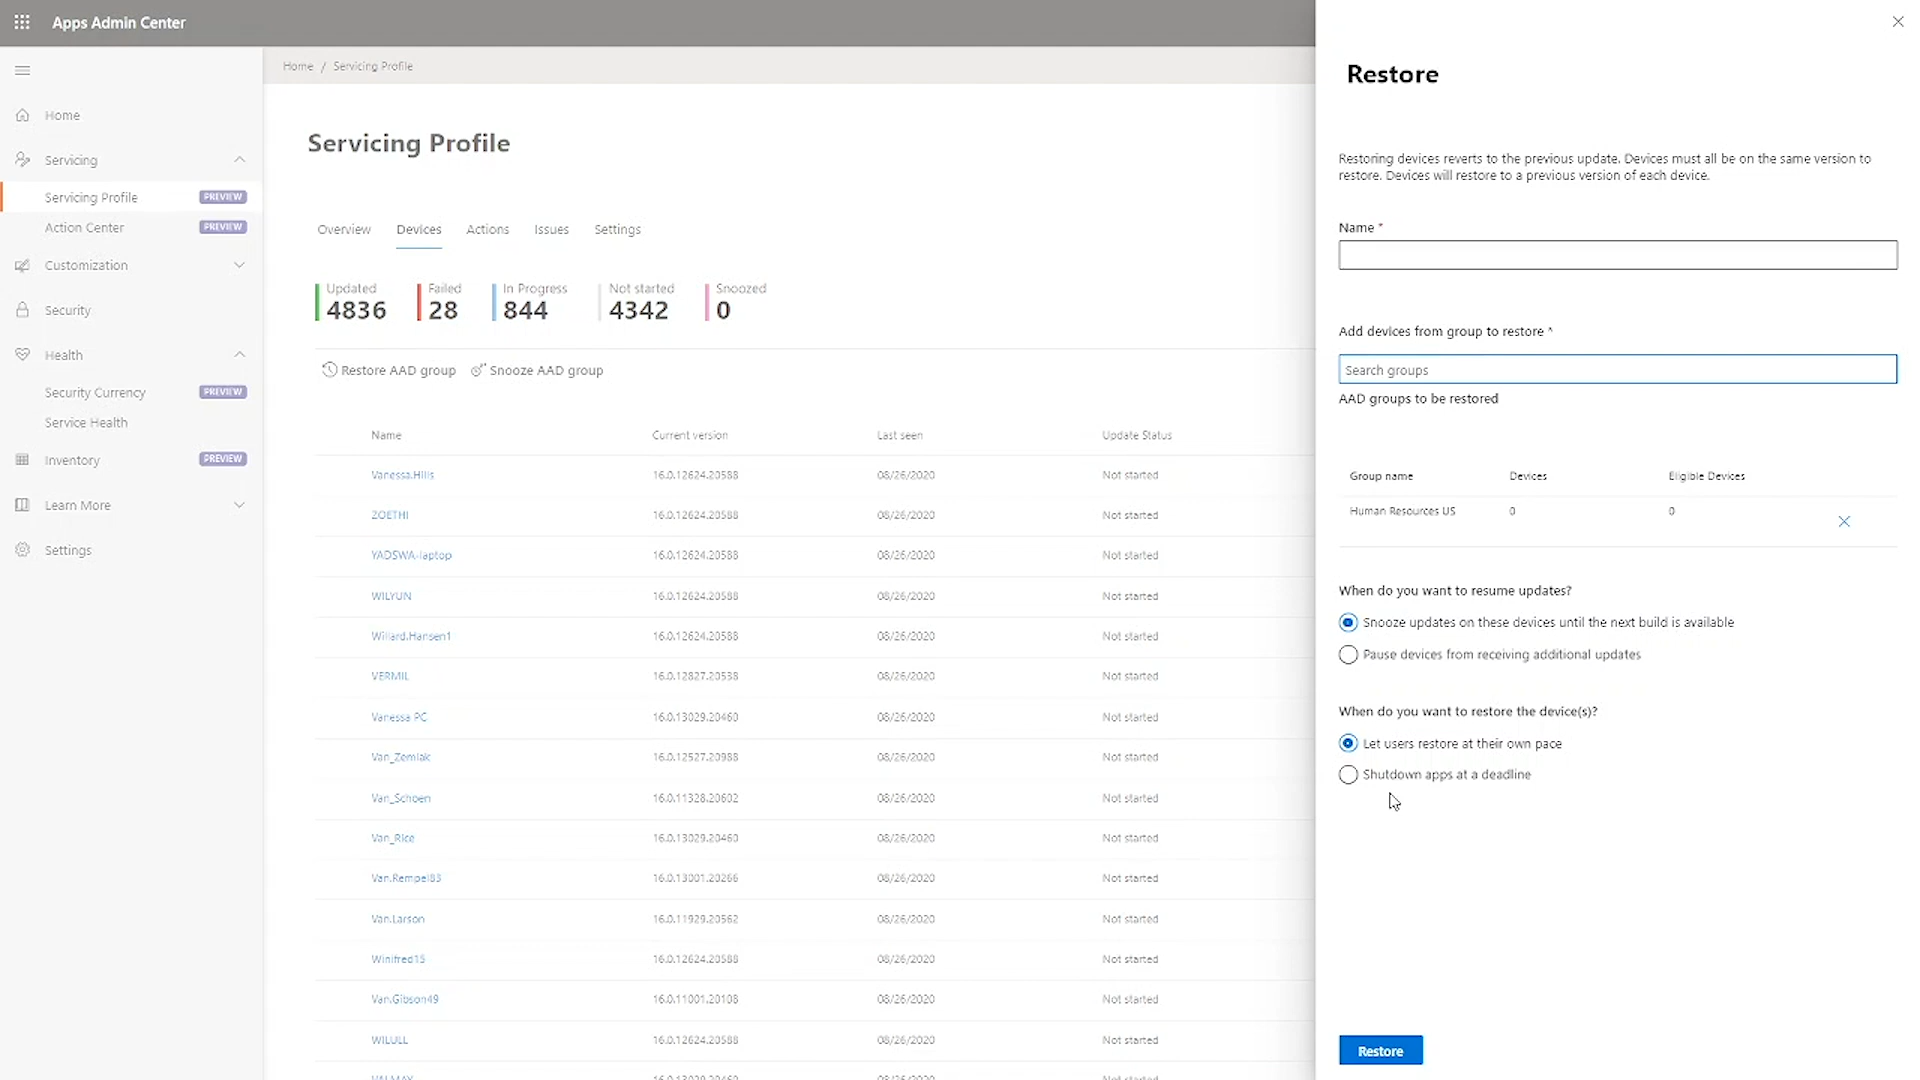 Apps Admin Center
Home / Servicing Profile
Home
Servicing
Servicing Profile PREVIEW
Action Center PREVIEW
Customization
Security
Health
Security Currency PREVIEW
Service Health
Inventory PREVIEW
Learn More
Settings
Servicing Profile
Overview Devices Actions Issues Settings
Updated Failed In Progress Not started Snoozed
4836 28 844 4342 0
Restore AAD group Snooze AAD group
Name Current version Last seen Update Status
Vanessa.Hills 16.0.12624.20588 08/26/2020 Not started
ZOETHI 16.0.12624.20588 08/26/2020 Not started
YADSWA-laptop 16.0.12624.20588 08/26/2020 Not started
WILYUN 16.0.12624.20588 08/26/2020 Not started
Willard.Hansen1 16.0.12624.20588 08/26/2020 Not started
VERMIL 16.0.12827.20538 08/26/2020 Not started
Vanessa PC 16.0.13029.20460 08/26/2020 Not started
Van_Zemlak 16.0.12527.20988 08/26/2020 Not started
Van_Schoen 16.0.11328.20602 08/26/2020 Not started
Van_Rice 16.0.13029.20460 08/26/2020 Not started
Van.Rempel83 16.0.13001.20266 08/26/2020 Not started
Van.Larson 16.0.11929.20562 08/26/2020 Not started
Winifred15 16.0.12624.20588 08/26/2020 Not started
Van.Gibson49 16.0.11001.20108 08/26/2020 Not started
WILULL 16.0.12624.20588 08/26/2020 Not started
Restore
Restoring devices reverts to the previous update. Devices must all be on the same version to
restore. Devices will restore to a previous version of each device.
Name *
Add devices from group to restore *
Search groups
AAD groups to be restored
Group name Devices Eligible Devices
Human Resources US 0 0
When do you want to resume updates?
Snooze updates on these devices until the next build is available
Pause devices from receiving additional updates
When do you want to restore the device(s)?
Let users restore at their own pace
Shutdown apps at a deadline
Restore